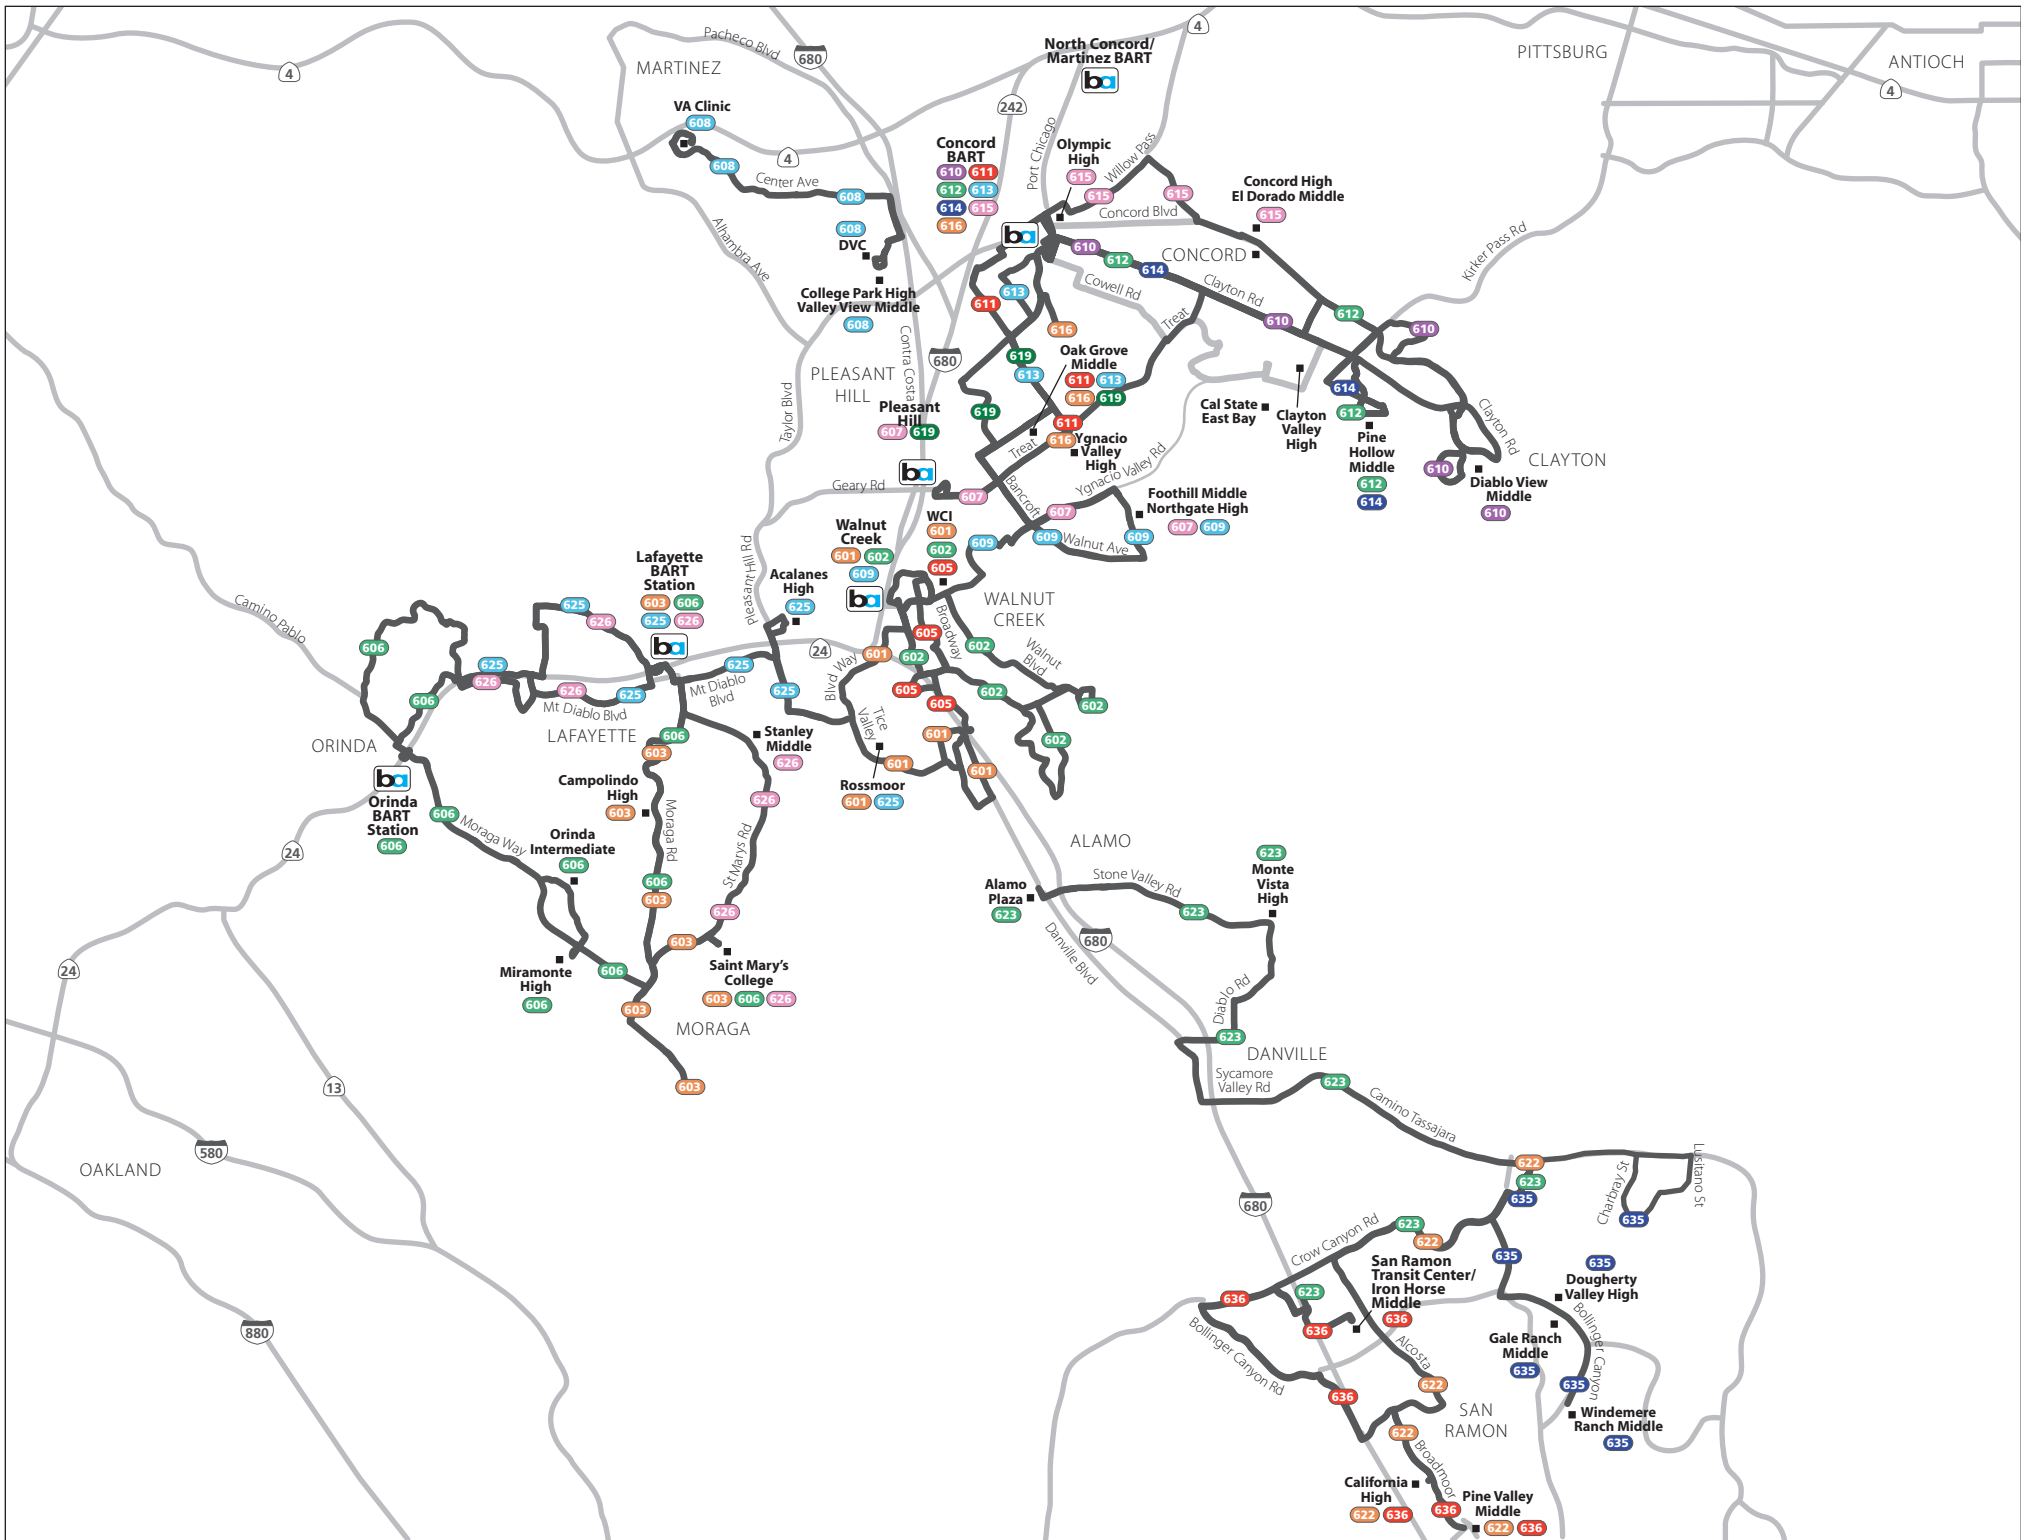 Pacheco Blvd
680
4
North Concord/
Martinez BART
ba
PITTSBURG
ANTIOCH
4
MARTINEZ
4
242
VA Clinic
608
608
Center Ave
4
608
608
DVC
Alhambra Ave
College Park High
Valley View Middle
608
Concord
BART
610 611
612 613
614 615
616
Port Chicago
Olympic
High
615
Willow Pass
615
615
Concord Blvd
Concord High
El Dorado Middle
615
ba
610
612
614
CONCORD
Cowell Rd
Clayton Rd
Kirker Pass Rd
611
613
616
610
612
610
Treat
Contra Costa
680
619
613
Oak Grove
Middle
611 613
616 619
PLEASANT
HILL
Taylor Blvd
Pleasant
Hill
607 619
619
611
616
Treat
Ygnacio
Valley
High
Ygnacio Valley Rd
Cal State
East Bay
Clayton
Valley
High
614
612
Pine
Hollow
Middle
612
614
Clayton Rd
CLAYTON
610
Diablo View
Middle
610
ba
Geary Rd
607
Bancroft
607
Foothill Middle
Northgate High
607 609
609
609
609
Walnut Ave
WCI
601
602
605
Walnut
Creek
601 602
609
ba
Pleasant Hill Rd
Acalanes
High
625
Lafayette
BART
Station
603 606
625 626
ba
WALNUT
CREEK
Broadway
605
602
Walnut
Blvd
602
601
602
605
605
602
602
601
601
601
Blvd Way
Tice
Valley
Rossmoor
601 625
24
Camino Pablo
606
625
626
625
626
625
625
Mt Diablo
Blvd
625
626
Mt Diablo Blvd
606
LAFAYETTE
606
603
Stanley
Middle
626
ORINDA
ba
Orinda
BART
Station
606
Campolindo
High
603
Moraga Rd
626
St Marys Rd
606
Moraga Way
Orinda
Intermediate
606
24
606
603
626
603
Saint Mary's
College
603 606 626
Miramonte
High
606
606
603
MORAGA
603
24
13
580
OAKLAND
880
ALAMO
Alamo
Plaza
623
Stone Valley Rd
623
623
Monte
Vista
High
Danville Blvd
680
Diablo Rd
623
DANVILLE
Sycamore
Valley Rd
623
Camino Tassajara
622
623
635
Charbray St
Lusitano St
635
680
Crow Canyon Rd
623
622
635
635
Dougherty
Valley High
San Ramon
Transit Center/
Iron Horse
Middle
636
623
636
636
Bollinger Canyon Rd
Alcosta
Gale Ranch
Middle
635
Bollinger Canyon
635
Windemere
Ranch Middle
635
636
622
SAN
RAMON
622
Broadmoor
California
High
622 636
636
Pine Valley
Middle
622 636